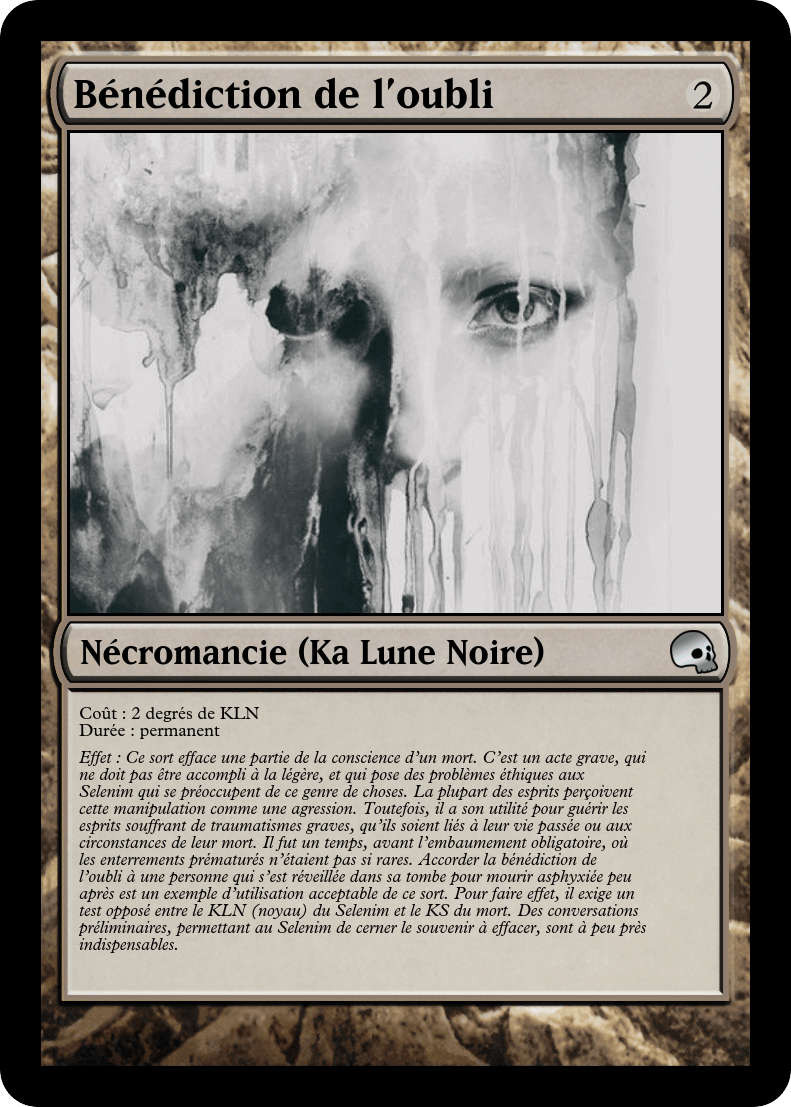 Bénédiction de l'oubli
2
Nécromancie (Ka Lune Noire)
Coût : 2 degrés de KLN
Durée : permanent
Effet : Ce sort efface une partie de la conscience d'un mort. C'est un acte grave, qui
ne doit pas être accompli à la légère, et qui pose des problèmes éthiques aux
Selenim qui se préoccupent de ce genre de choses. La plupart des esprits perçoivent
cette manipulation comme une agression. Toutefois, il a son utilité pour guérir les
esprits souffrant de traumatismes graves, qu'ils soient liés à leur vie passée ou aux
circonstances de leur mort. Il fut un temps, avant l'embaumement obligatoire, où
les enterrements prématurés n'étaient pas si rares. Accorder la bénédiction de
l'oubli à une personne qui s'est réveillée dans sa tombe pour mourir asphyxiée peu
après est un exemple d'utilisation acceptable de ce sort. Pour faire effet, il exige un
test opposé entre le KLN (noyau) du Selenim et le KS du mort. Des conversations
préliminaires, permettant au Selenim de cerner le souvenir à effacer, sont à peu près
indispensables.